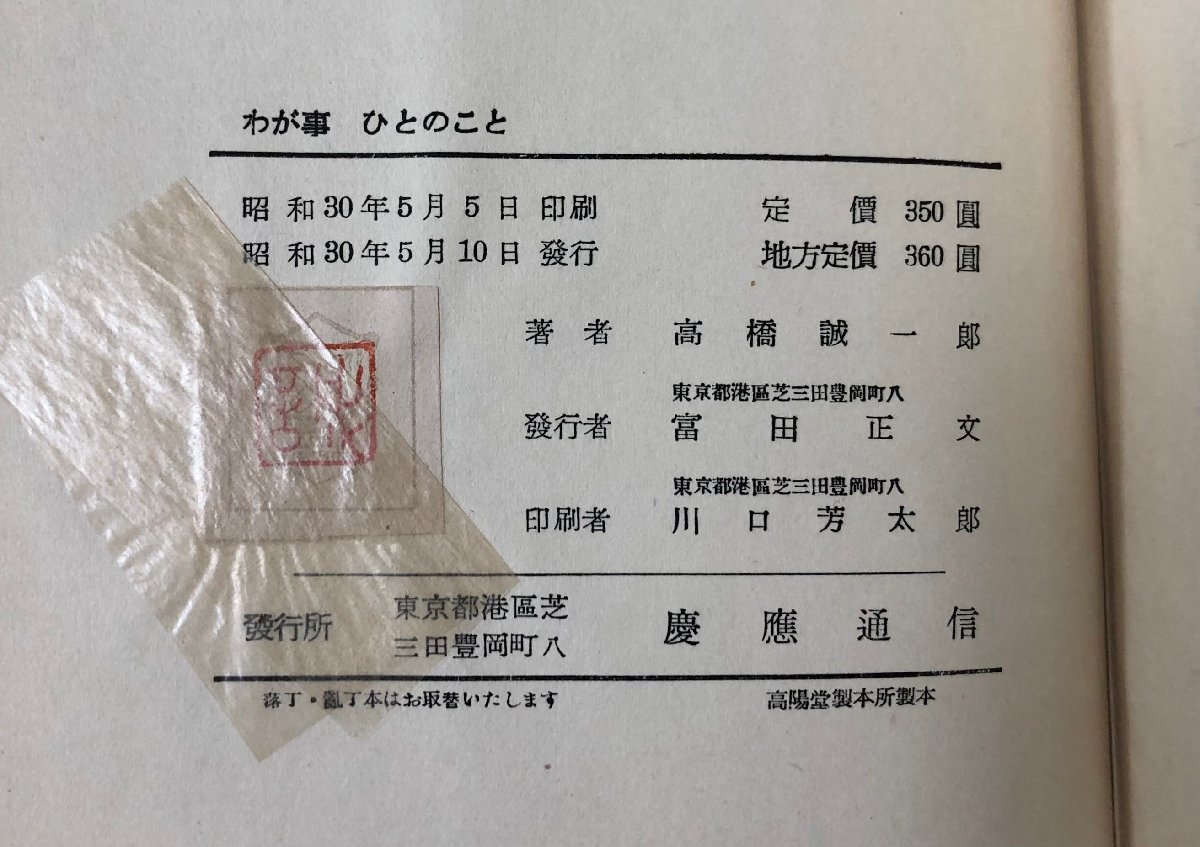 わが事 ひとのこと
昭和30年5月5日 印刷 定價 350圓
昭和30年5月10日 發行 地方定價 360圓
著者 高橋誠一郎
東京都港區芝三田豊岡町八
發行者 富田正文
東京都港區芝三田豊岡町八
印刷者 川口芳太郎
發行所 東京都港區芝三田豊岡町八 慶應通信
落丁・亂丁本はお取替いたします 高陽堂製本所製本